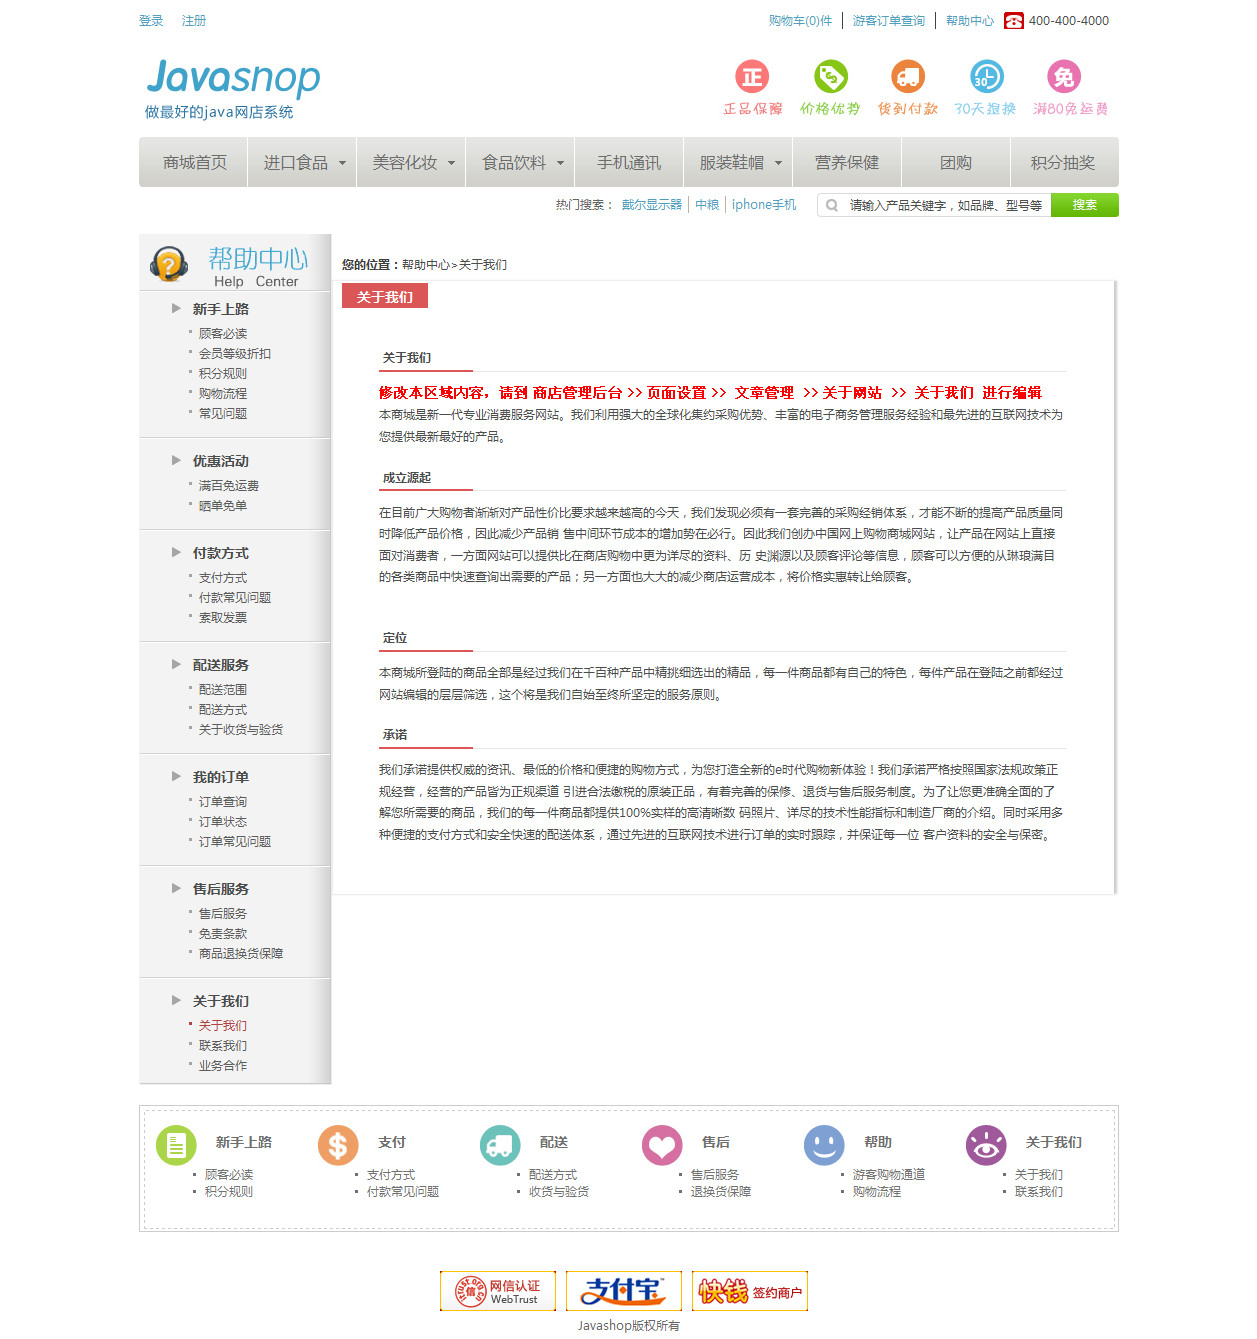 登录 注册 购物车(0)件 游客订单查询 帮助中心 400-400-4000
Javashop
做最好的java网店系统
正 30 免
正品保障 价格优势 货到付款 30天退换 满80免运费
商城首页 进口食品 美容化妆 食品饮料 手机通讯 服装鞋帽 营养保健 团购 积分抽奖
热门搜索： 戴尔显示器 中粮 iphone手机 请输入产品关键字，如品牌、型号等 搜索
帮助中心
Help Center
新手上路
顾客必读
会员等级折扣
积分规则
购物流程
常见问题
优惠活动
满百免运费
晒单免单
付款方式
支付方式
付款常见问题
索取发票
配送服务
配送范围
配送方式
关于收货与验货
我的订单
订单查询
订单状态
订单常见问题
售后服务
售后服务
免责条款
商品退换货保障
关于我们
关于我们
联系我们
业务合作
您的位置：帮助中心>关于我们
关于我们
关于我们
修改本区域内容，请到 商店管理后台 >> 页面设置 >> 文章管理 >> 关于网站 >> 关于我们 进行编辑
本商城是新一代专业消费服务网站。我们利用强大的全球化集约采购优势、丰富的电子商务管理服务经验和最先进的互联网技术为
您提供最新最好的产品。
成立源起
在目前广大购物者渐渐对产品性价比要求越来越高的今天，我们发现必须有一套完善的采购经销体系，才能不断的提高产品质量同
时降低产品价格，因此减少产品销 售中间环节成本的增加势在必行。因此我们创办中国网上购物商城网站，让产品在网站上直接
面对消费者，一方面网站可以提供比在商店购物中更为详尽的资料、历 史渊源以及顾客评论等信息，顾客可以方便的从琳琅满目
的各类商品中快速查询出需要的产品；另一方面也大大的减少商店运营成本，将价格实惠转让给顾客。
定位
本商城所登陆的商品全部是经过我们在千百种产品中精挑细选出的精品，每一件商品都有自己的特色，每件产品在登陆之前都经过
网站编辑的层层筛选，这个将是我们自始至终所坚定的服务原则。
承诺
我们承诺提供权威的资讯、最低的价格和便捷的购物方式，为您打造全新的e时代购物新体验！我们承诺严格按照国家法规政策正
规经营，经营的产品皆为正规渠道 引进合法缴税的原装正品，有着完善的保修、退货与售后服务制度。为了让您更准确全面的了
解您所需要的商品，我们的每一件商品都提供100%实样的高清晰数 码照片、详尽的技术性能指标和制造厂商的介绍。同时采用多
种便捷的支付方式和安全快速的配送体系，通过先进的互联网技术进行订单的实时跟踪，并保证每一位 客户资料的安全与保密。
新手上路 支付 配送 售后 帮助 关于我们
顾客必读 支付方式 配送方式 售后服务 游客购物通道 关于我们
积分规则 付款常见问题 收货与验货 退换货保障 购物流程 联系我们
信 网信认证 WebTrust 支付宝 快钱 签约商户
Javashop版权所有